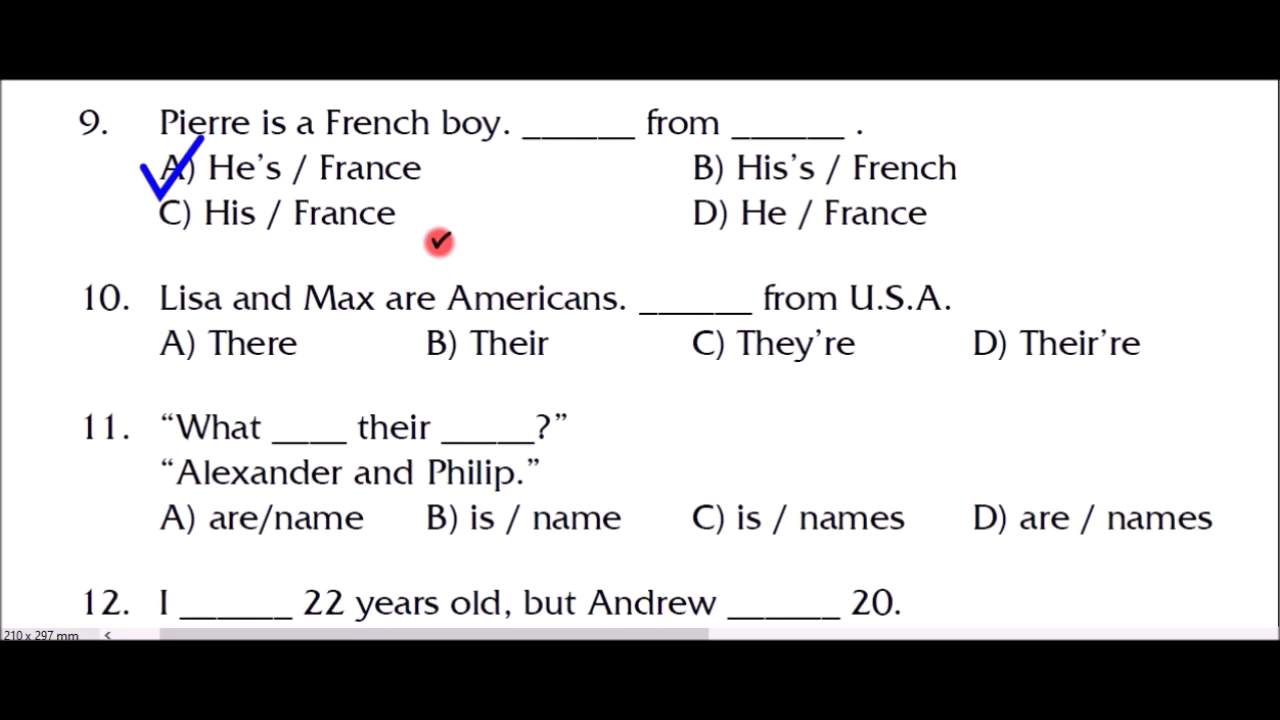 9. Pierre is a French boy. ______ from ______ .
A) He's / France B) His's / French
C) His / France D) He / France
10. Lisa and Max are Americans. ______ from U.S.A.
A) There B) Their C) They're D) Their're
11. “What ____ their _____?”
“Alexander and Philip.”
A) are/name B) is / name C) is / names D) are / names
12. I ______ 22 years old, but Andrew ______ 20.
210 x 297 mm